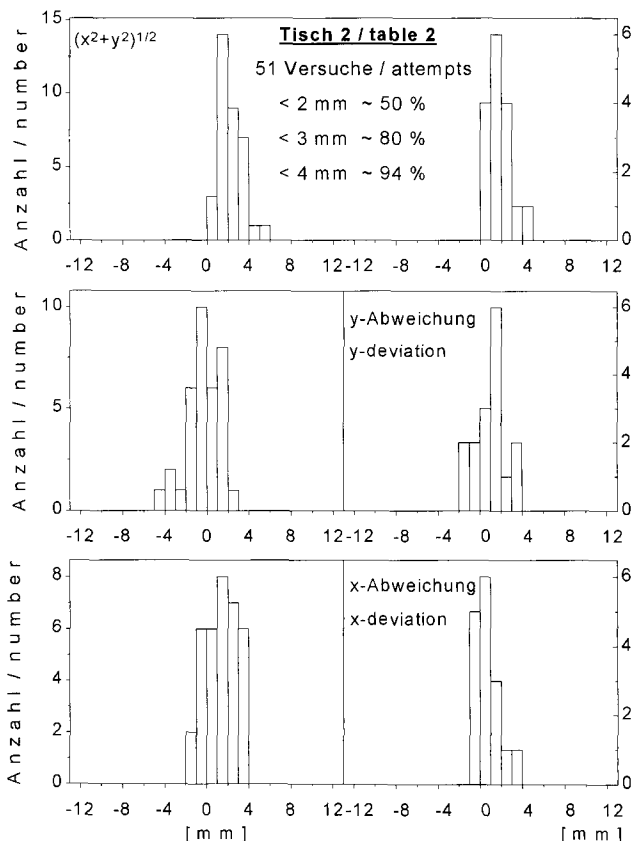 (x²+y²)^1/2
Tisch 2 / table 2
51 Versuche / attempts
< 2 mm ~ 50 %
< 3 mm ~ 80 %
< 4 mm ~ 94 %
Anzahl / number
15
10
5
0
6
4
2
0
-12 -8 -4 0 4 8 12 -12 -8 -4 0 4 8 12
y-Abweichung
y-deviation
Anzahl / number
10
5
0
6
4
2
0
-12 -8 -4 0 4 8 12 -12 -8 -4 0 4 8 12
x-Abweichung
x-deviation
Anzahl / number
8
6
4
2
0
6
4
2
0
-12 -8 -4 0 4 8 12 -12 -8 -4 0 4 8 12
[mm] [mm]